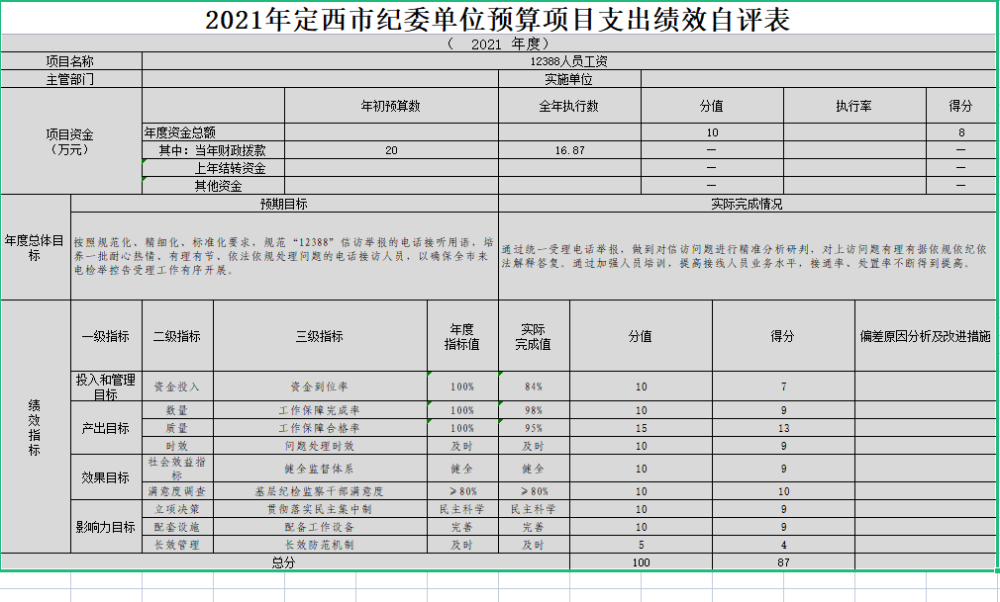 2021年定西市纪委单位预算项目支出绩效自评表
（ 2021 年度）
项目名称 12388人员工资
主管部门 实施单位
项目资金
（万元） 年初预算数 全年执行数 分值 执行率 得分
年度资金总额 10 8
其中：当年财政拨款 20 16.87 — —
上年结转资金 — —
其他资金 — —
年度总体目
标 预期目标 实际完成情况
按照规范化、精细化、标准化要求，规范“12388”信访举报的电话接听用语，培
养一批耐心热情、有理有节、依法依规处理问题的电话接访人员，以确保全市来
电检举控告受理工作有序开展。
通过统一受理电话举报，做到对信访问题进行精准分析研判，对上访问题有理有据依规依纪依
法解释答复。通过加强人员培训，提高接线人员业务水平，接通率、处置率不断得到提高。
绩
效
指
标
一级指标 二级指标 三级指标 年度
指标值 实际
完成值 分值 得分 偏差原因分析及改进措施
投入和管理
目标 资金投入 资金到位率 100% 84% 10 7
产出目标 数量 工作保障完成率 100% 98% 10 9
质量 工作保障合格率 100% 95% 15 13
时效 问题处理时效 及时 及时 10 9
效果目标 社会效益指
标 健全监督体系 健全 健全 10 9
满意度调查 基层纪检监察干部满意度 ≥80% ≥80% 10 10
影响力目标 立项决策 贯彻落实民主集中制 民主科学 民主科学 10 9
配套设施 配备工作设备 完善 完善 10 9
长效管理 长效防范机制 及时 及时 5 4
总分 100 87